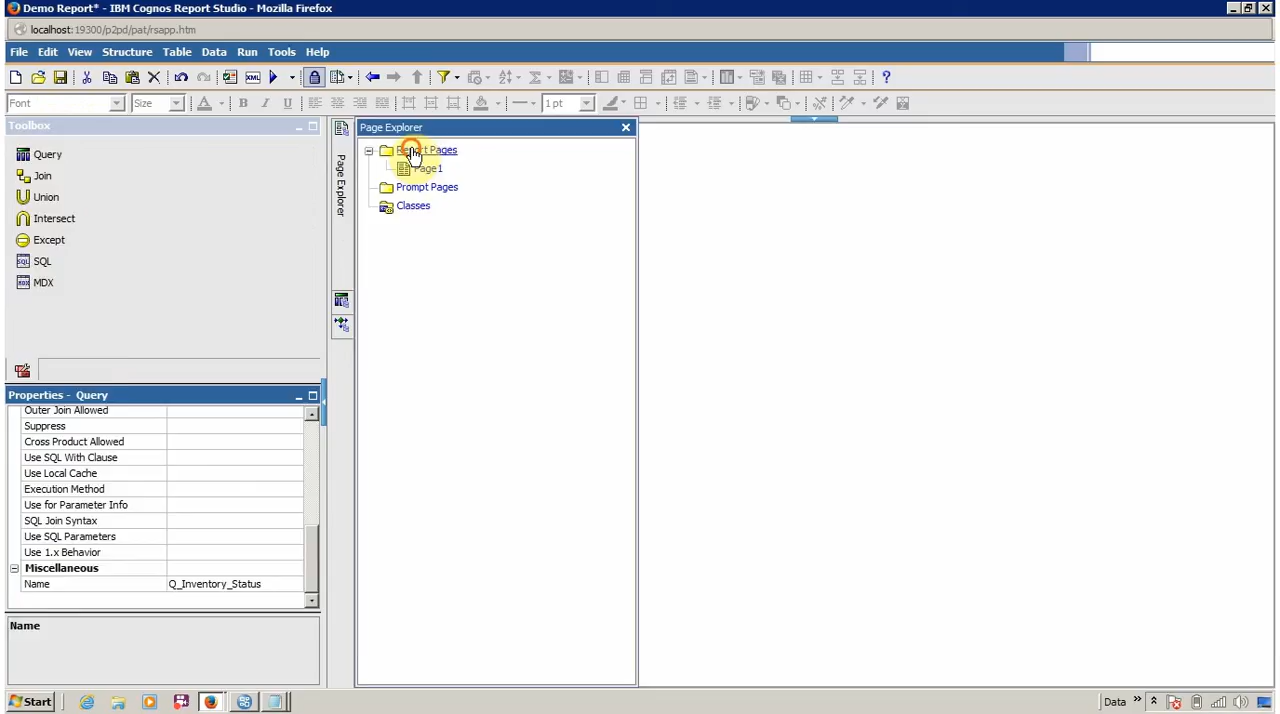 Demo Report* - IBM Cognos Report Studio - Mozilla Firefox
localhost:19300/p2pd/pat/rsapp.htm
File Edit View Structure Table Data Run Tools Help
Font Size 1 pt
Toolbox
Query
Join
Union
Intersect
Except
SQL
MDX
Page Explorer
Page Explorer
Report Pages
Page1
Prompt Pages
Classes
Properties - Query
Outer Join Allowed
Suppress
Cross Product Allowed
Use SQL With Clause
Use Local Cache
Execution Method
Use for Parameter Info
SQL Join Syntax
Use SQL Parameters
Use 1.x Behavior
Miscellaneous
Name Q_Inventory_Status
Name
Start Data